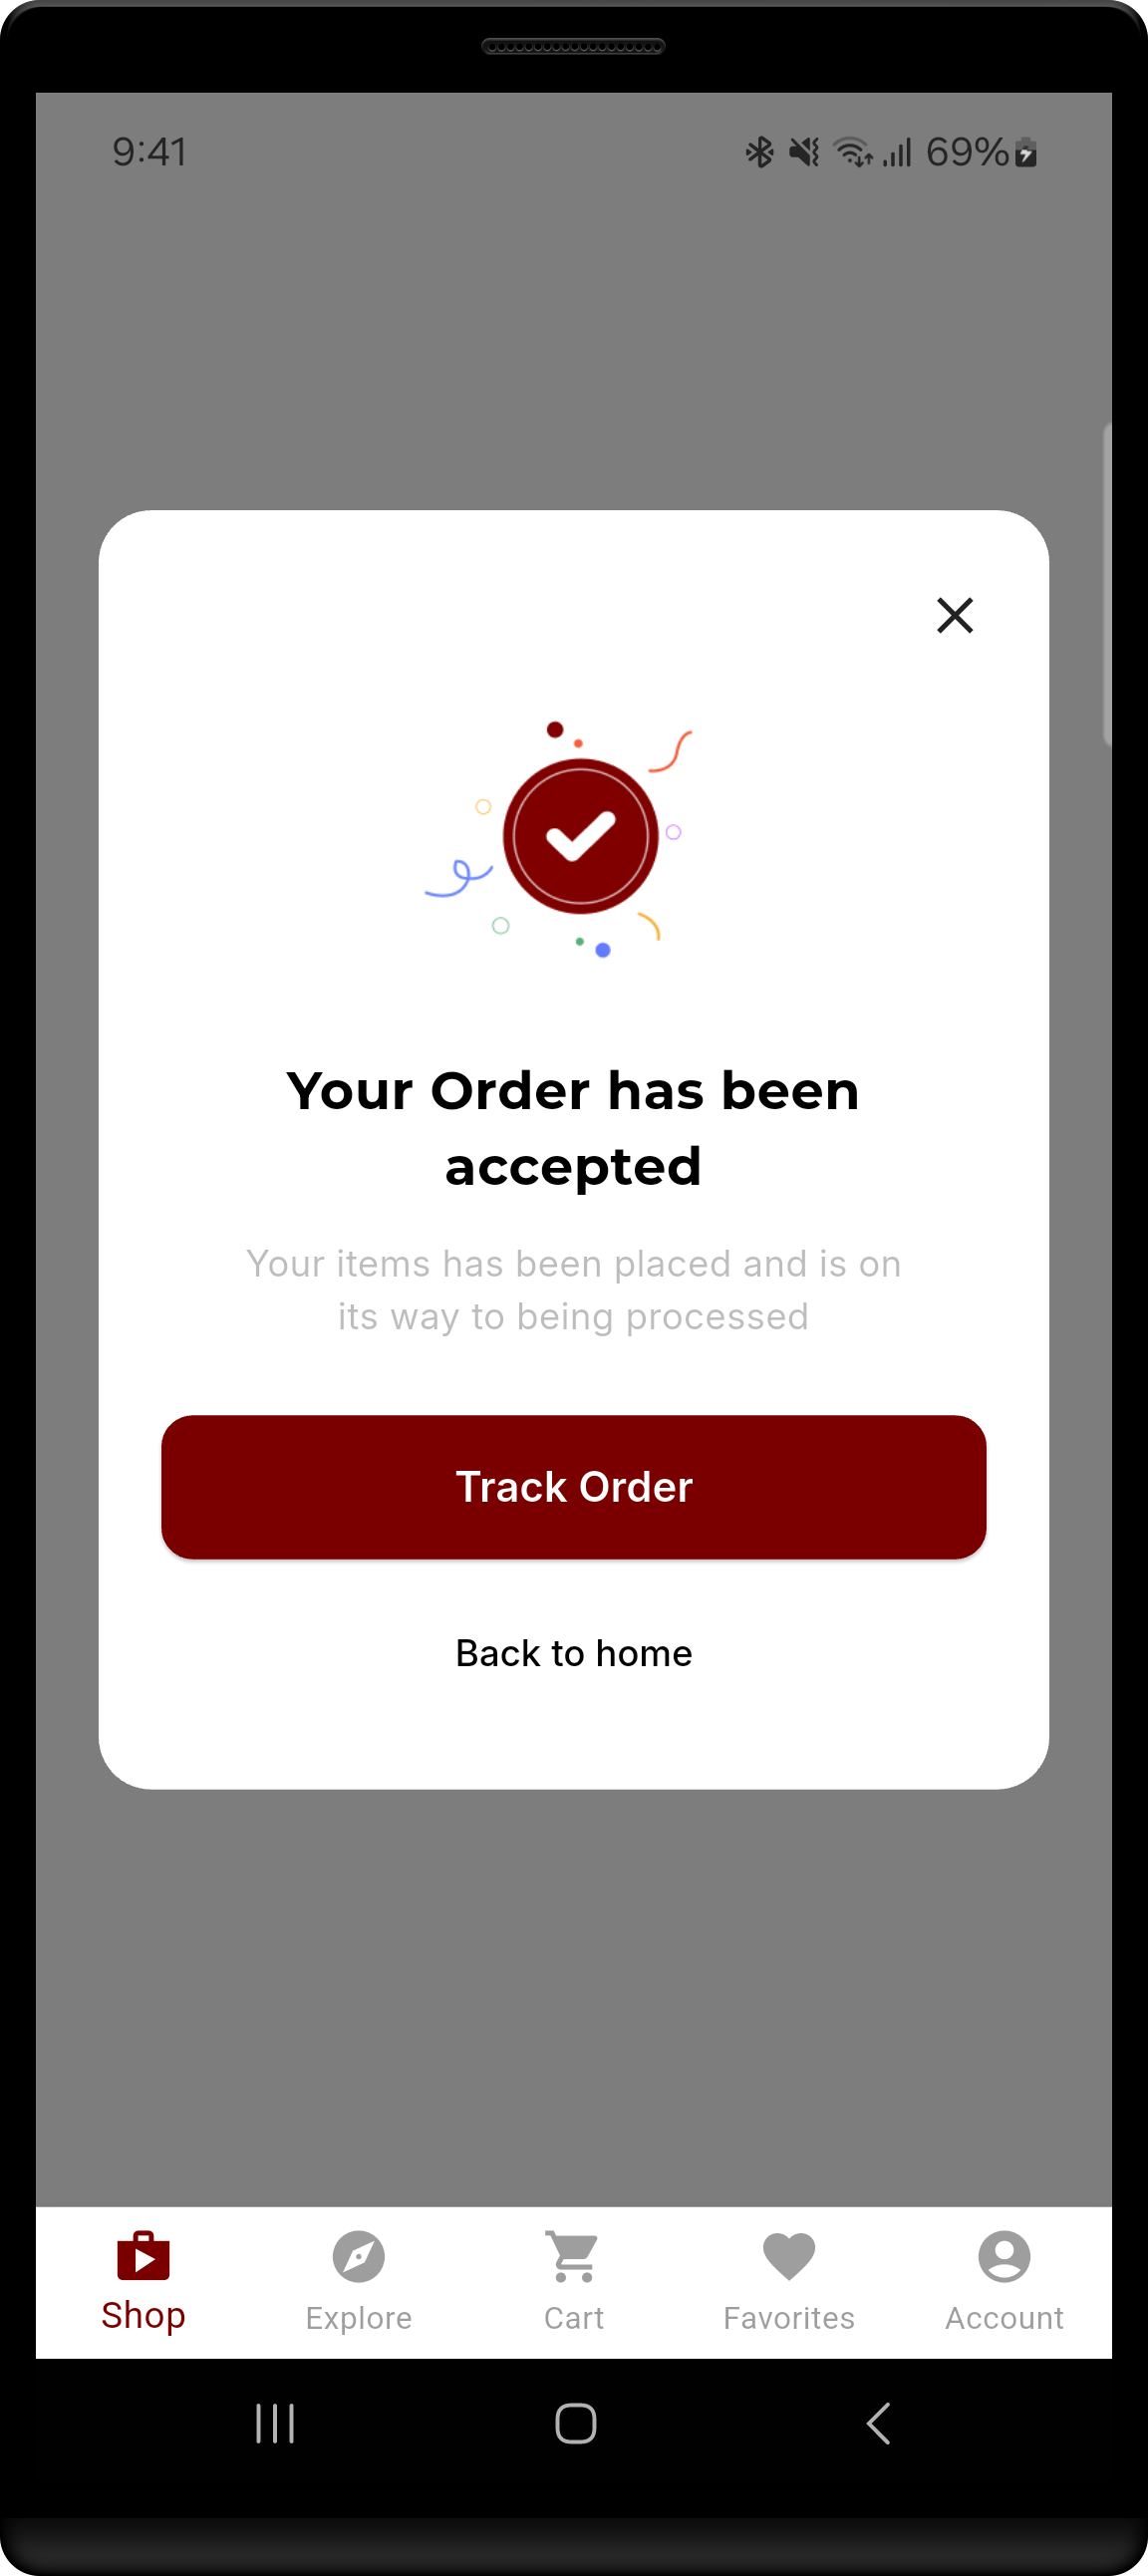 9:41
69%
Your Order has been
accepted
Your items has been placed and is on
its way to being processed
Track Order
Back to home
Shop
Explore
Cart
Favorites
Account